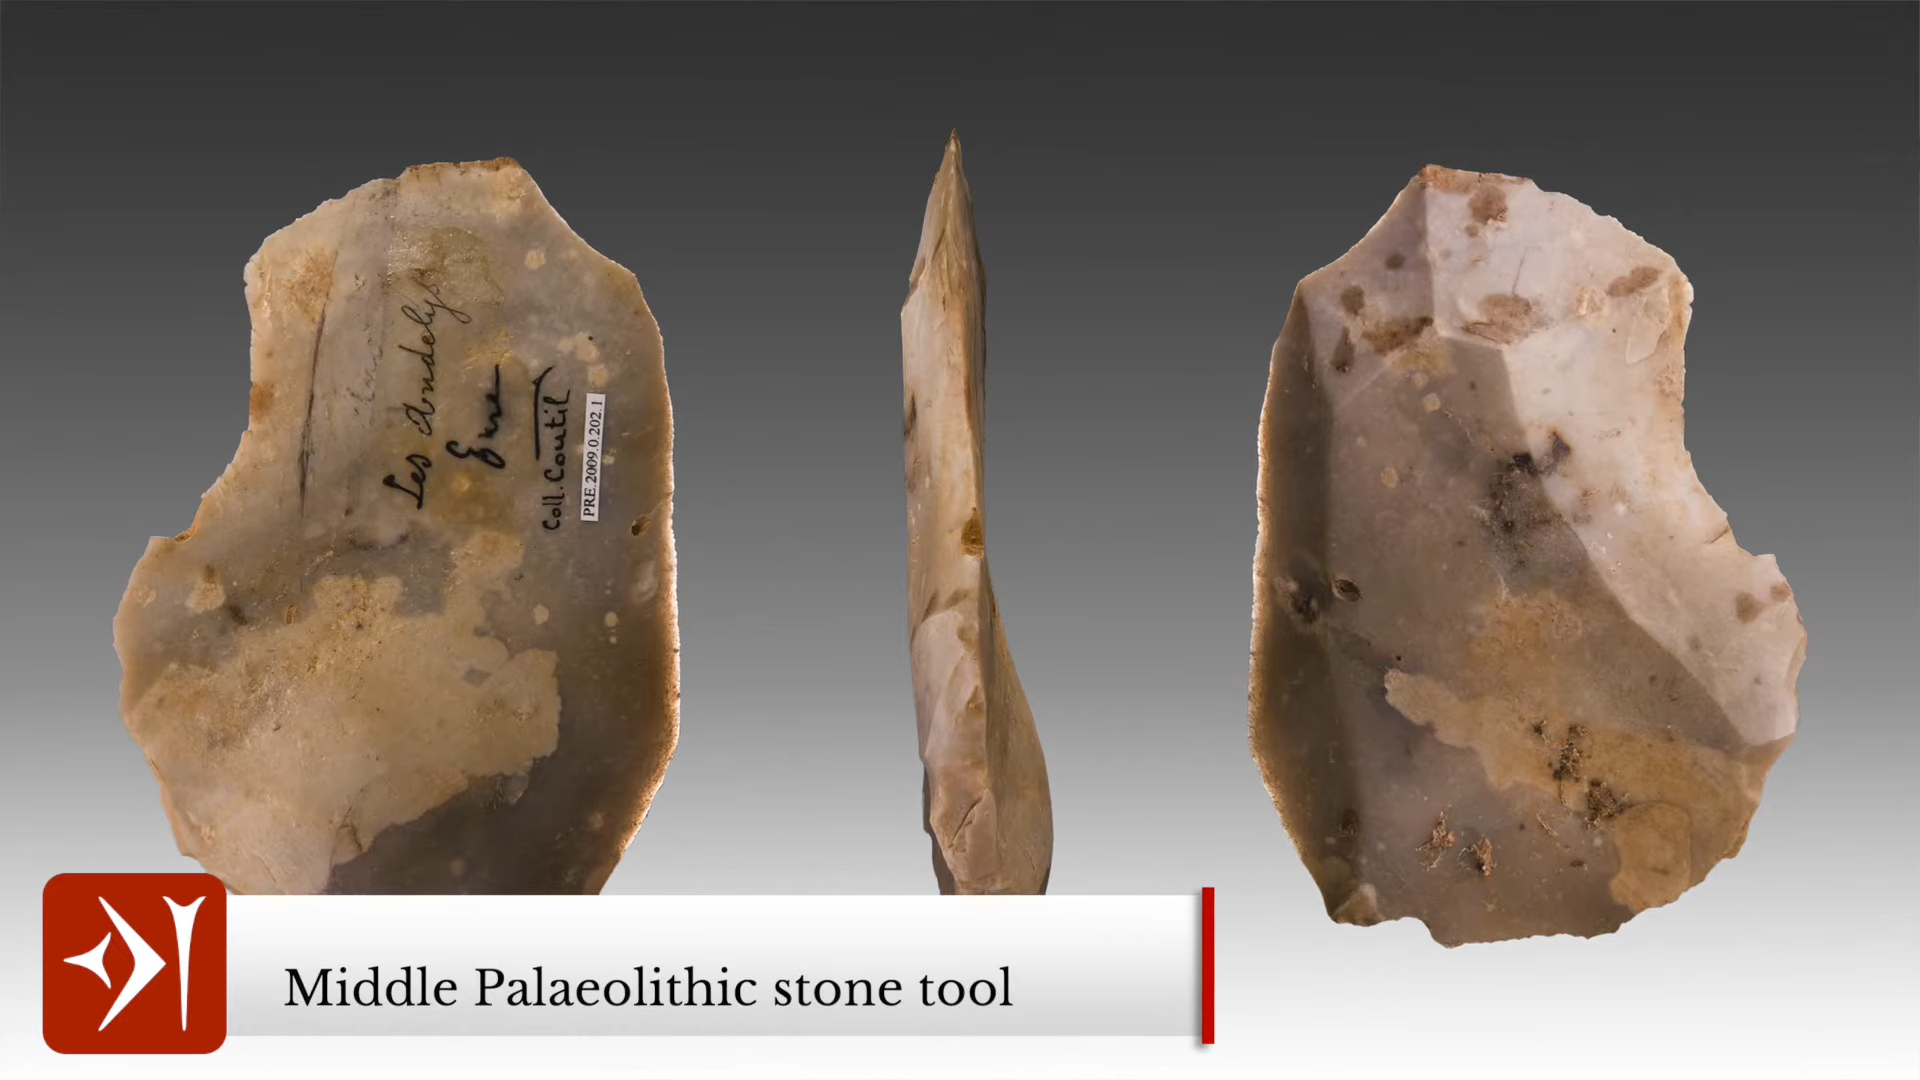 Les Andelys
Eure
Coll. Coutil
PRE.2009.0.202.1
Middle Palaeolithic stone tool